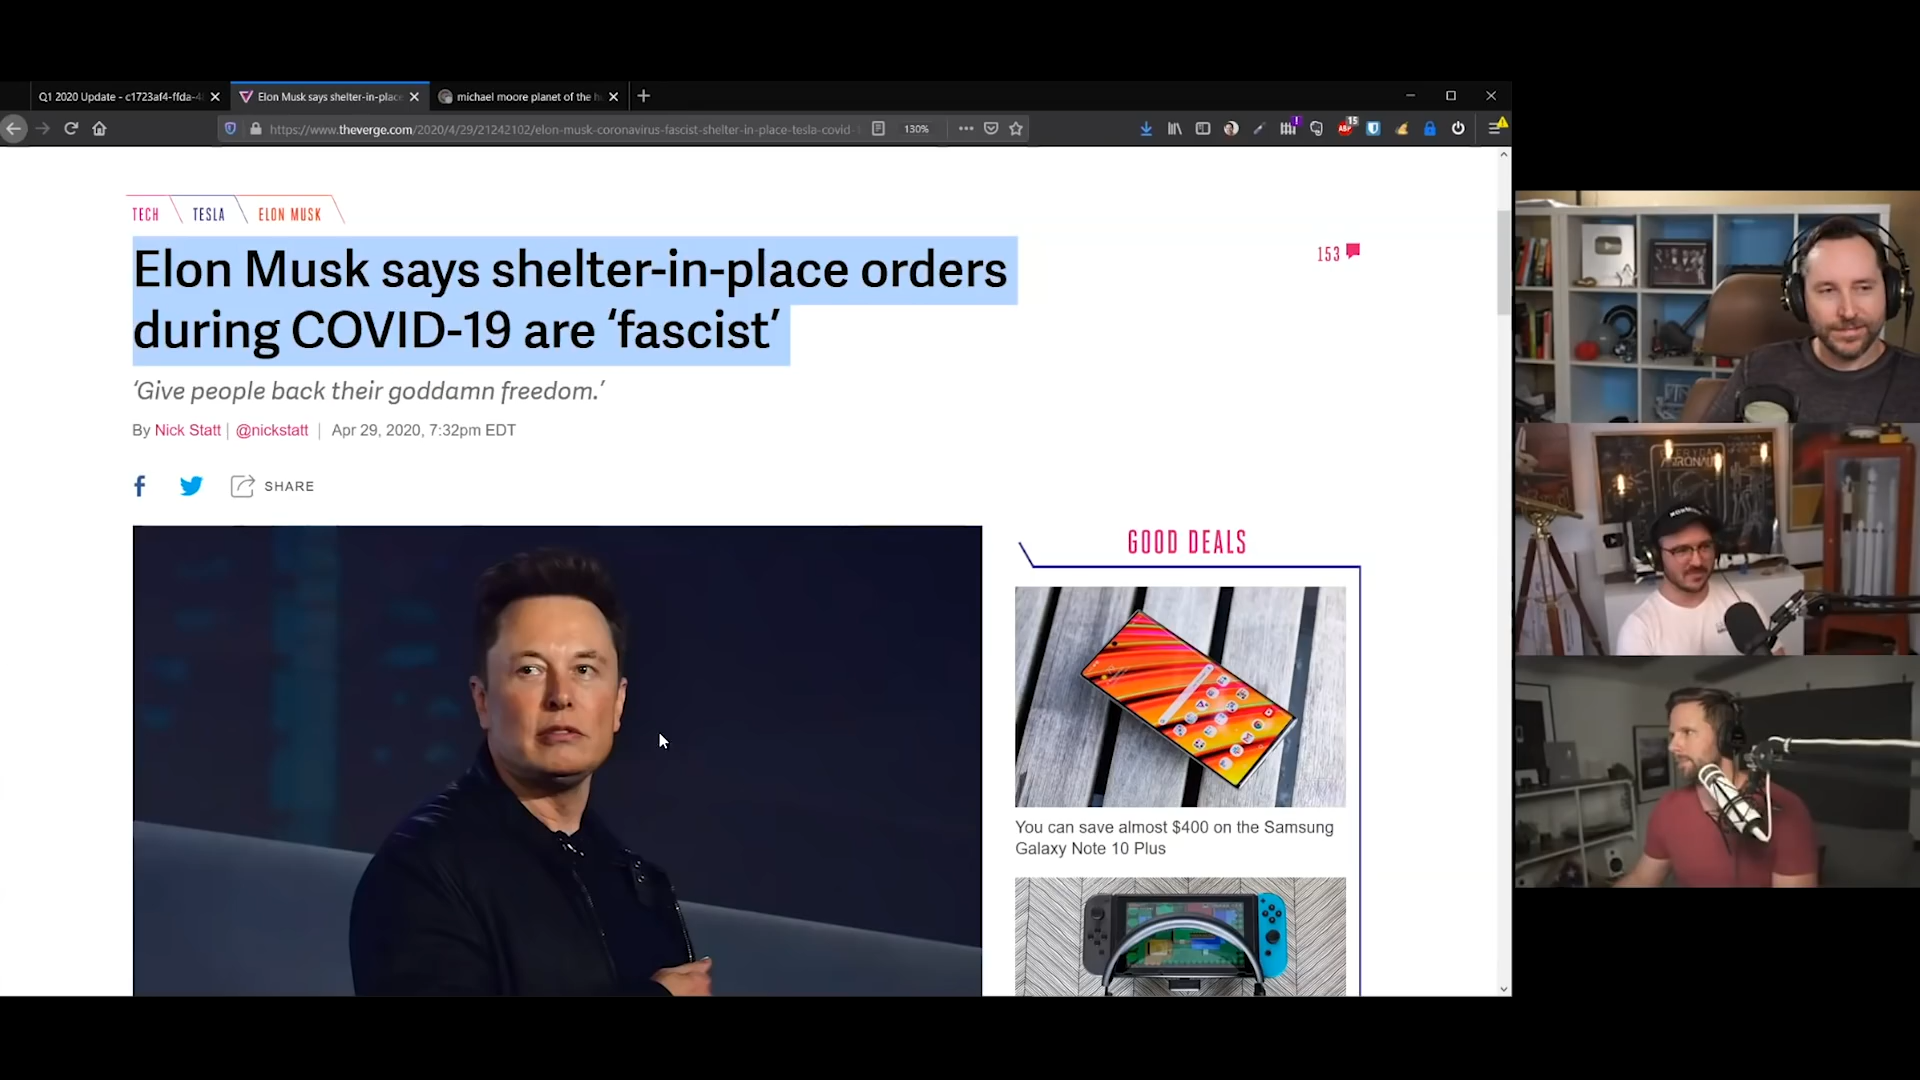 Q1 2020 Update - c1723af4-ffda-4
Elon Musk says shelter-in-place
michael moore planet of the h
https://www.theverge.com/2020/4/29/21242102/elon-musk-coronavirus-fascist-shelter-in-place-tesla-covid-
130%
15
ABP
TECH
TESLA
ELON MUSK
Elon Musk says shelter-in-place orders
during COVID-19 are ‘fascist’
153
‘Give people back their goddamn freedom.’
By Nick Statt | @nickstatt | Apr 29, 2020, 7:32pm EDT
SHARE
GOOD DEALS
You can save almost $400 on the Samsung
Galaxy Note 10 Plus